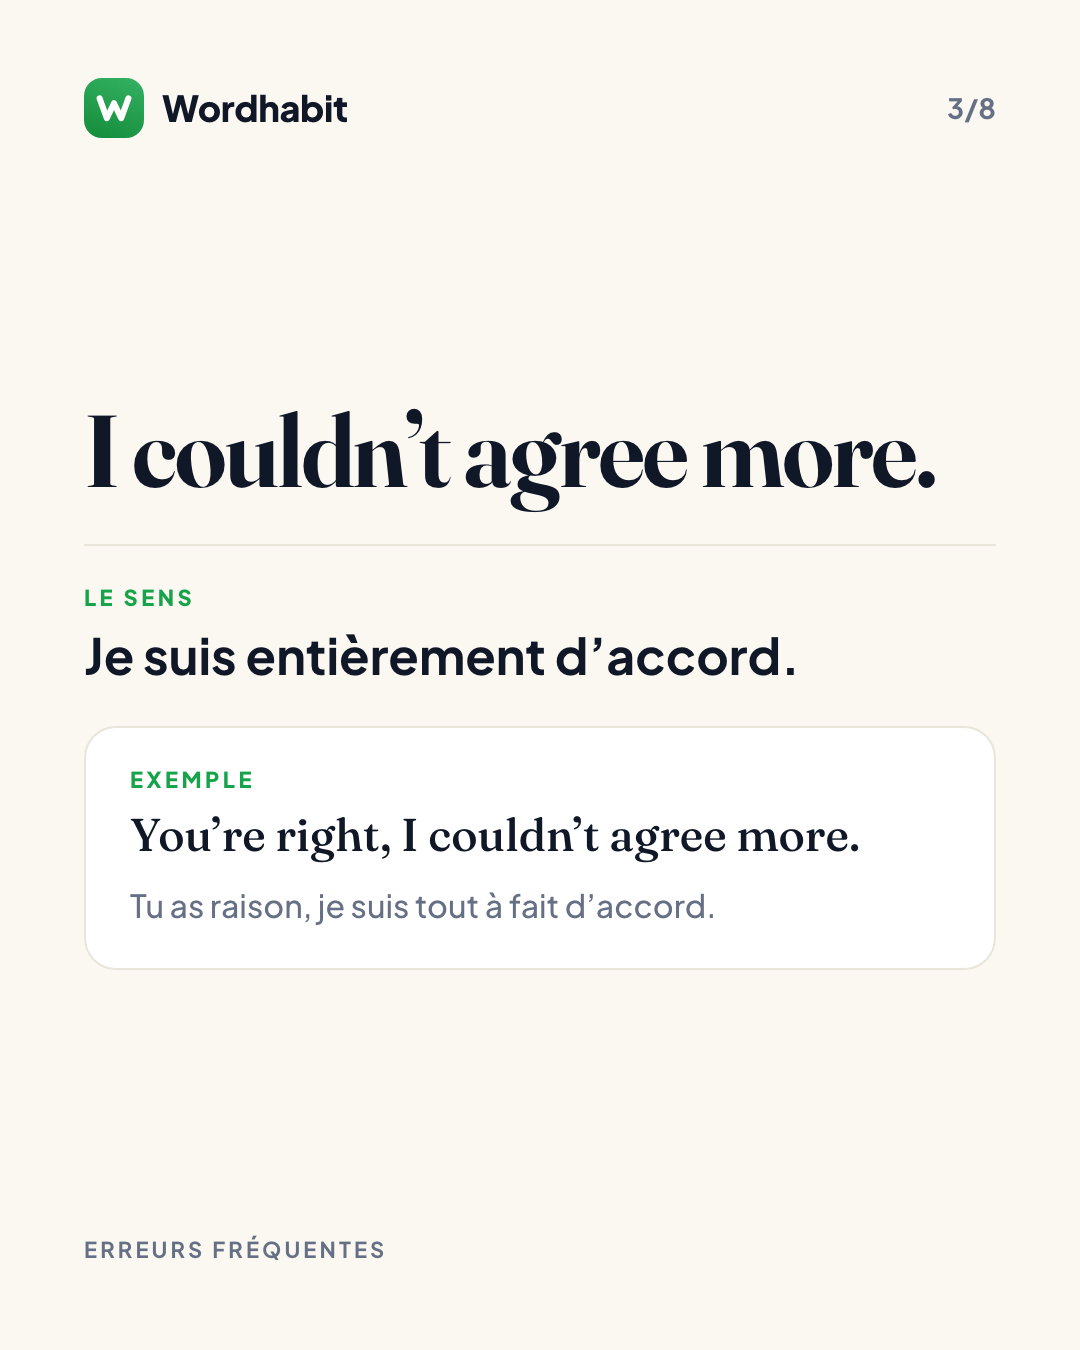 W Wordhabit
3/8
I couldn’t agree more.
LE SENS
Je suis entièrement d’accord.
EXEMPLE
You’re right, I couldn’t agree more.
Tu as raison, je suis tout à fait d’accord.
ERREURS FRÉQUENTES